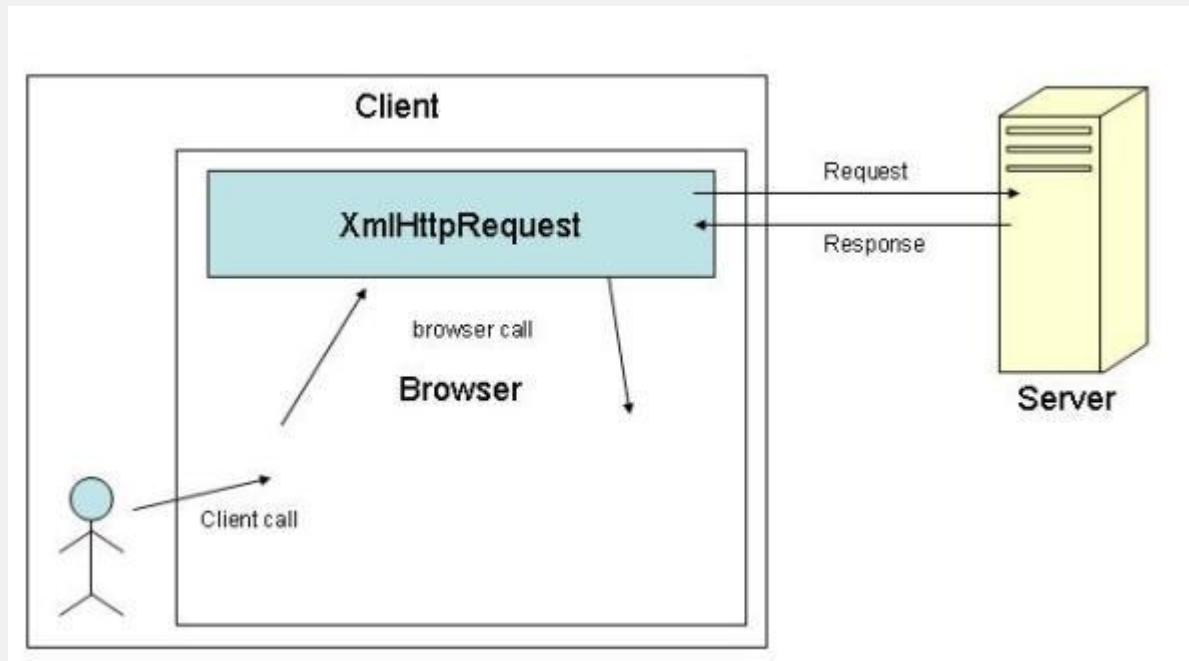 Client
XmlHttpRequest
Request
Response
browser call
Browser
Server
Client call